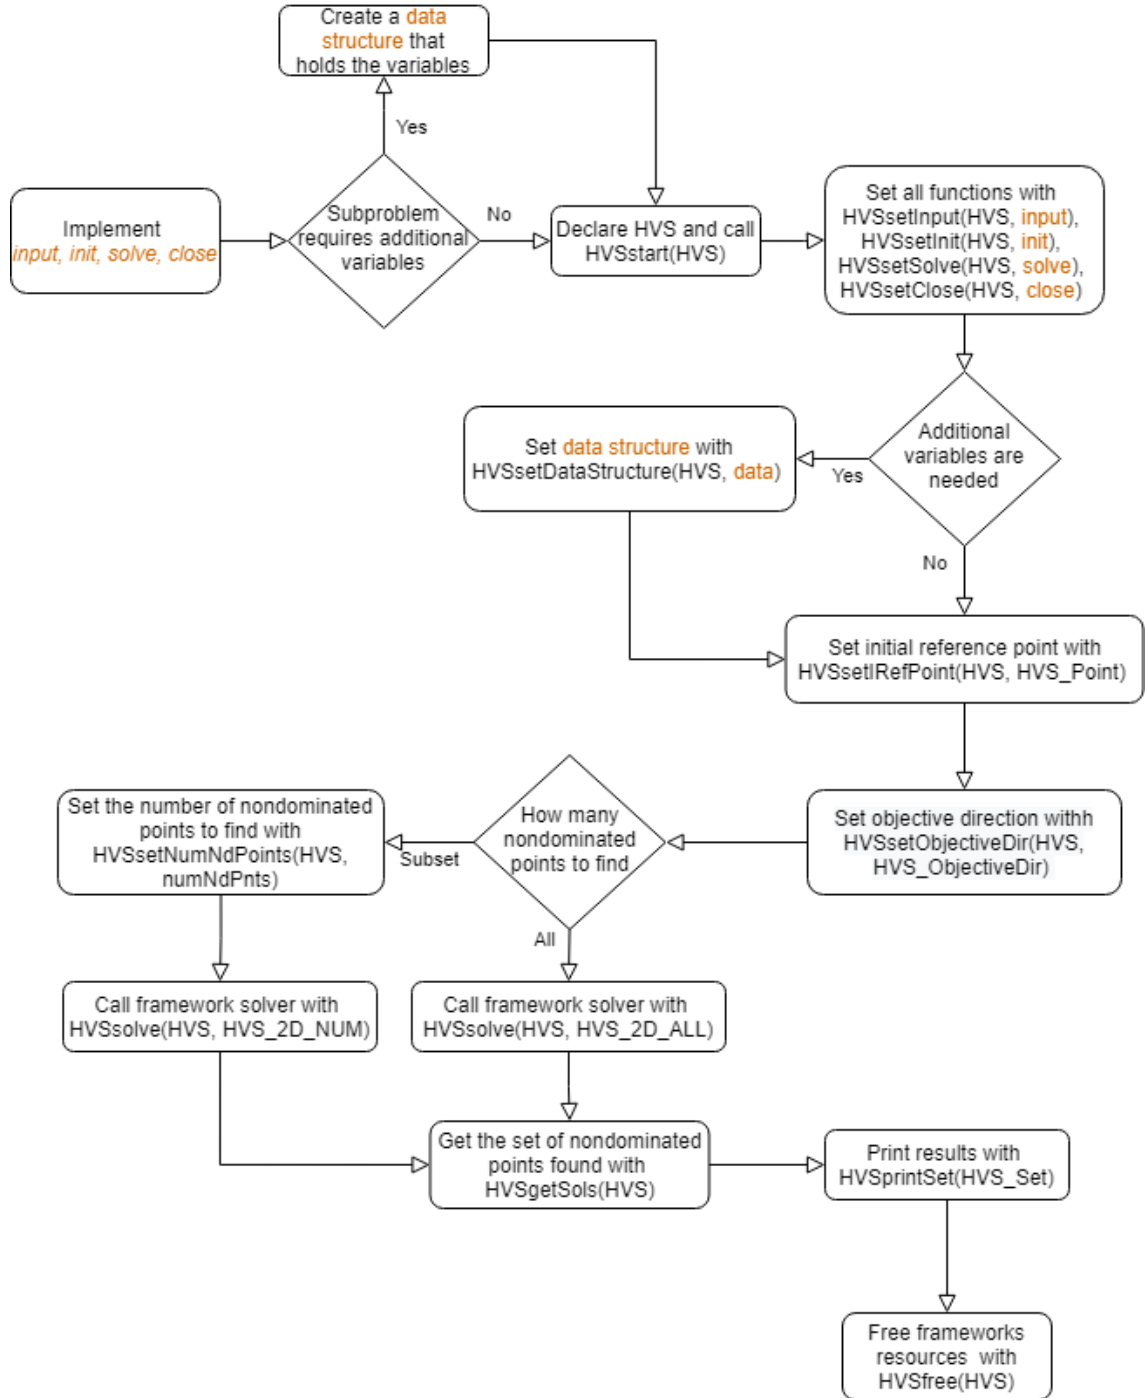 Create a data
structure that
holds the variables
Yes
Implement
input, init, solve, close
Subproblem
requires additional
variables
No
Declare HVS and call
HVSstart(HVS)
Set all functions with
HVSsetInput(HVS, input),
HVSsetInit(HVS, init),
HVSsetSolve(HVS, solve),
HVSsetClose(HVS, close)
Additional
variables are
needed
Yes
Set data structure with
HVSsetDataStructure(HVS, data)
No
Set initial reference point with
HVSsetIRefPoint(HVS, HVS_Point)
Set objective direction withh
HVSsetObjectiveDir(HVS,
HVS_ObjectiveDir)
How many
nondominated
points to find
Subset
Set the number of nondominated
points to find with
HVSsetNumNdPoints(HVS,
numNdPnts)
All
Call framework solver with
HVSsolve(HVS, HVS_2D_NUM)
Call framework solver with
HVSsolve(HVS, HVS_2D_ALL)
Get the set of nondominated
points found with
HVSgetSols(HVS)
Print results with
HVSprintSet(HVS_Set)
Free frameworks
resources  with
HVSfree(HVS)